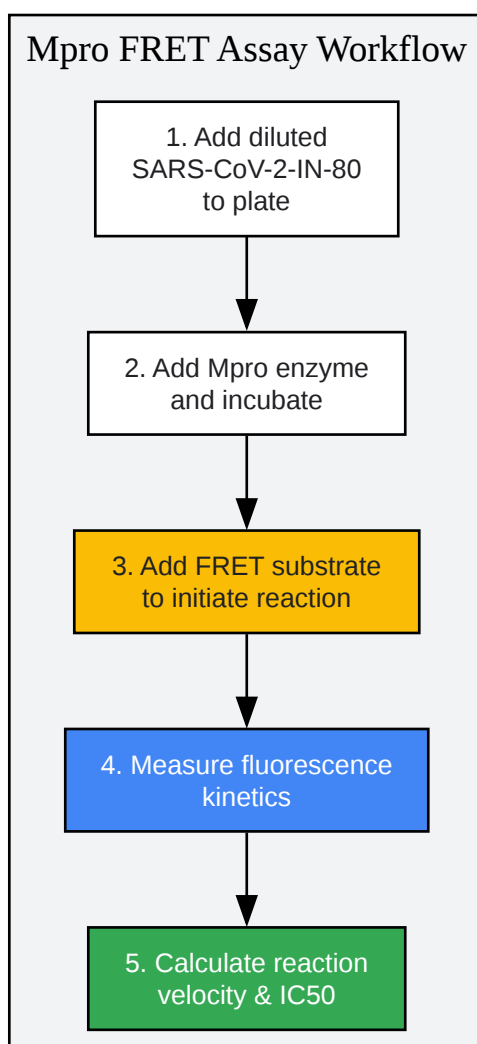 Mpro FRET Assay Workflow
1. Add diluted
SARS-CoV-2-IN-80
to plate
2. Add Mpro enzyme
and incubate
3. Add FRET substrate
to initiate reaction
4. Measure fluorescence
kinetics
5. Calculate reaction
velocity & IC50